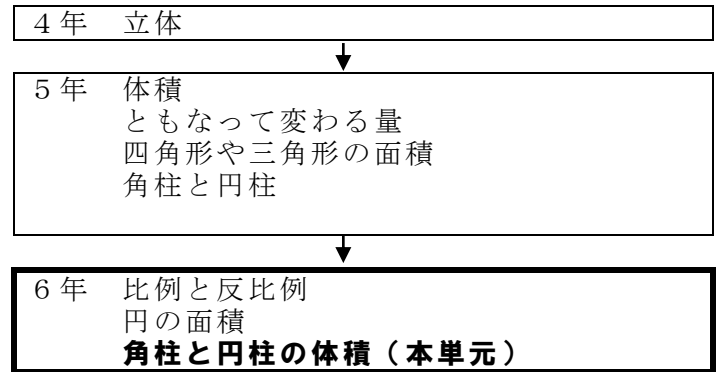 ４年　立体
５年　体積
ともなって変わる量
四角形や三角形の面積
角柱と円柱
６年　比例と反比例
円の面積
角柱と円柱の体積（本単元）